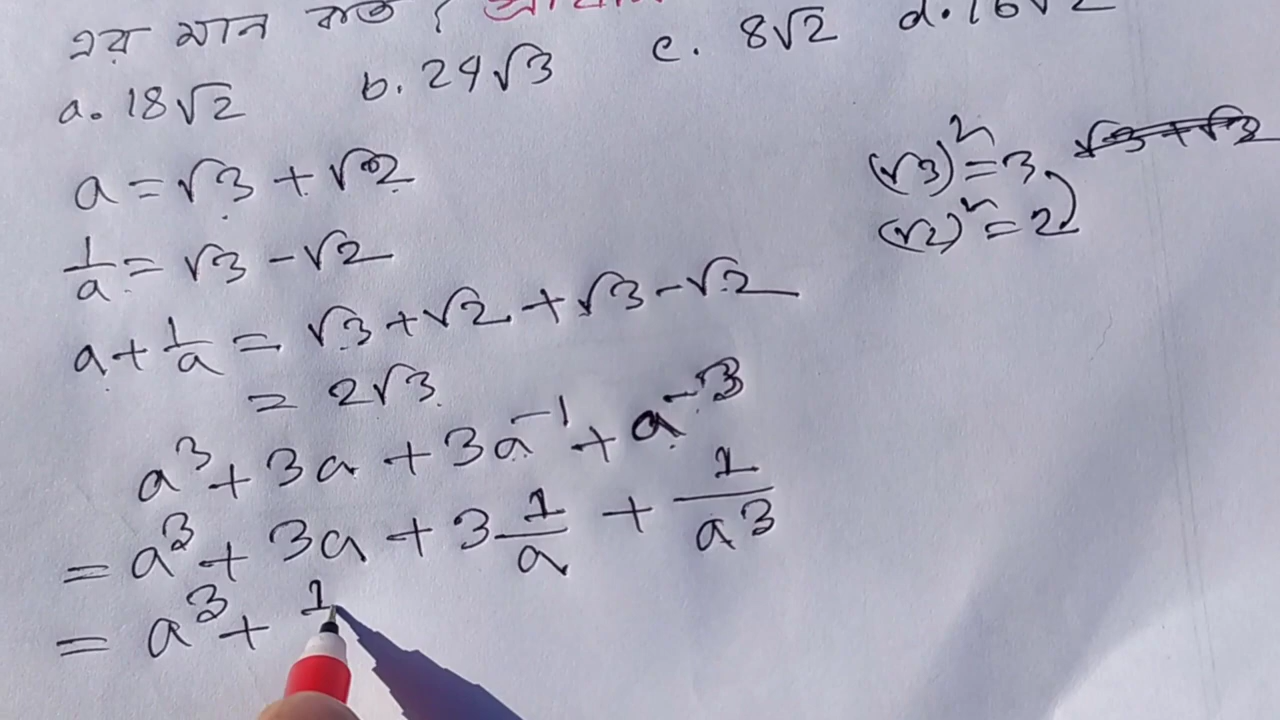 এর মান কত ?
a. 18√2 b. 24√3 c. 8√2 d. 16√2
a = √3 + √2
1/a = √3 - √2
a + 1/a = √3 + √2 + √3 - √2
= 2√3
a³ + 3a + 3a⁻¹ + a⁻³
= a³ + 3a + 3 1/a + 1/a³
= a³ + 1
(√3)² = 3
(√2)² = 2